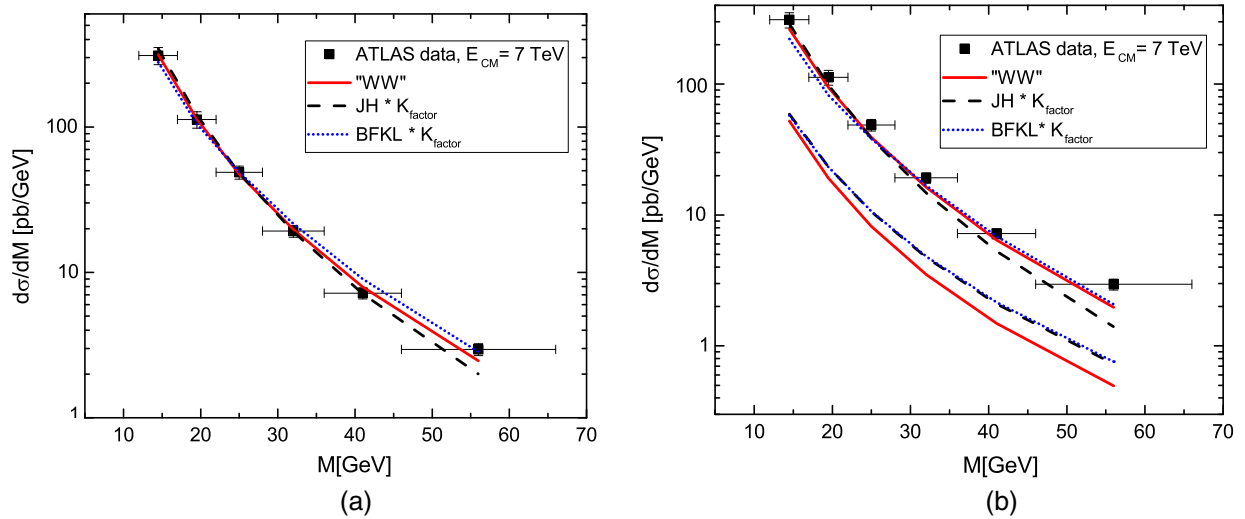 ATLAS data, E_CM = 7 TeV
"WW"
JH * K_factor
BFKL * K_factor
100
10
1
dσ/dM [pb/GeV]
10 20 30 40 50 60 70
M[GeV]
(a)
ATLAS data, E_CM = 7 TeV
"WW"
JH * K_factor
BFKL* K_factor
100
10
1
dσ/dM [pb/GeV]
10 20 30 40 50 60 70
M[GeV]
(b)